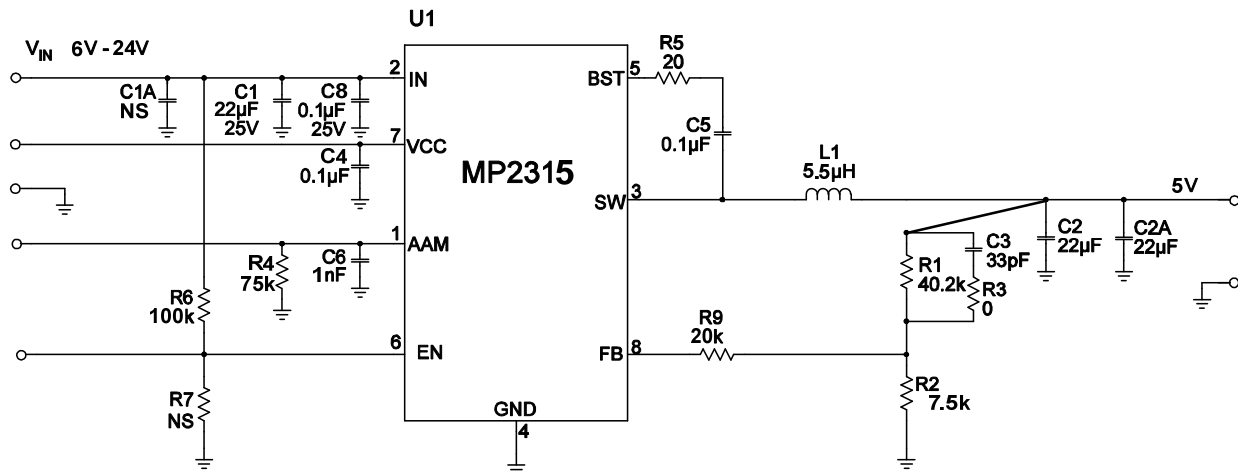 U1
V_IN 6V - 24V
R5
20
2
IN
BST
5
C1A
NS
C1
22µF
25V
C8
0.1µF
25V
C5
0.1µF
7
VCC
C4
0.1µF
MP2315
L1
5.5µH
SW
3
5V
1
AAM
R4
75k
C6
1nF
C2
22µF
C2A
22µF
C3
33pF
R1
40.2k
R3
0
R6
100k
R9
20k
6
EN
FB
8
R7
NS
R2
7.5k
GND
4